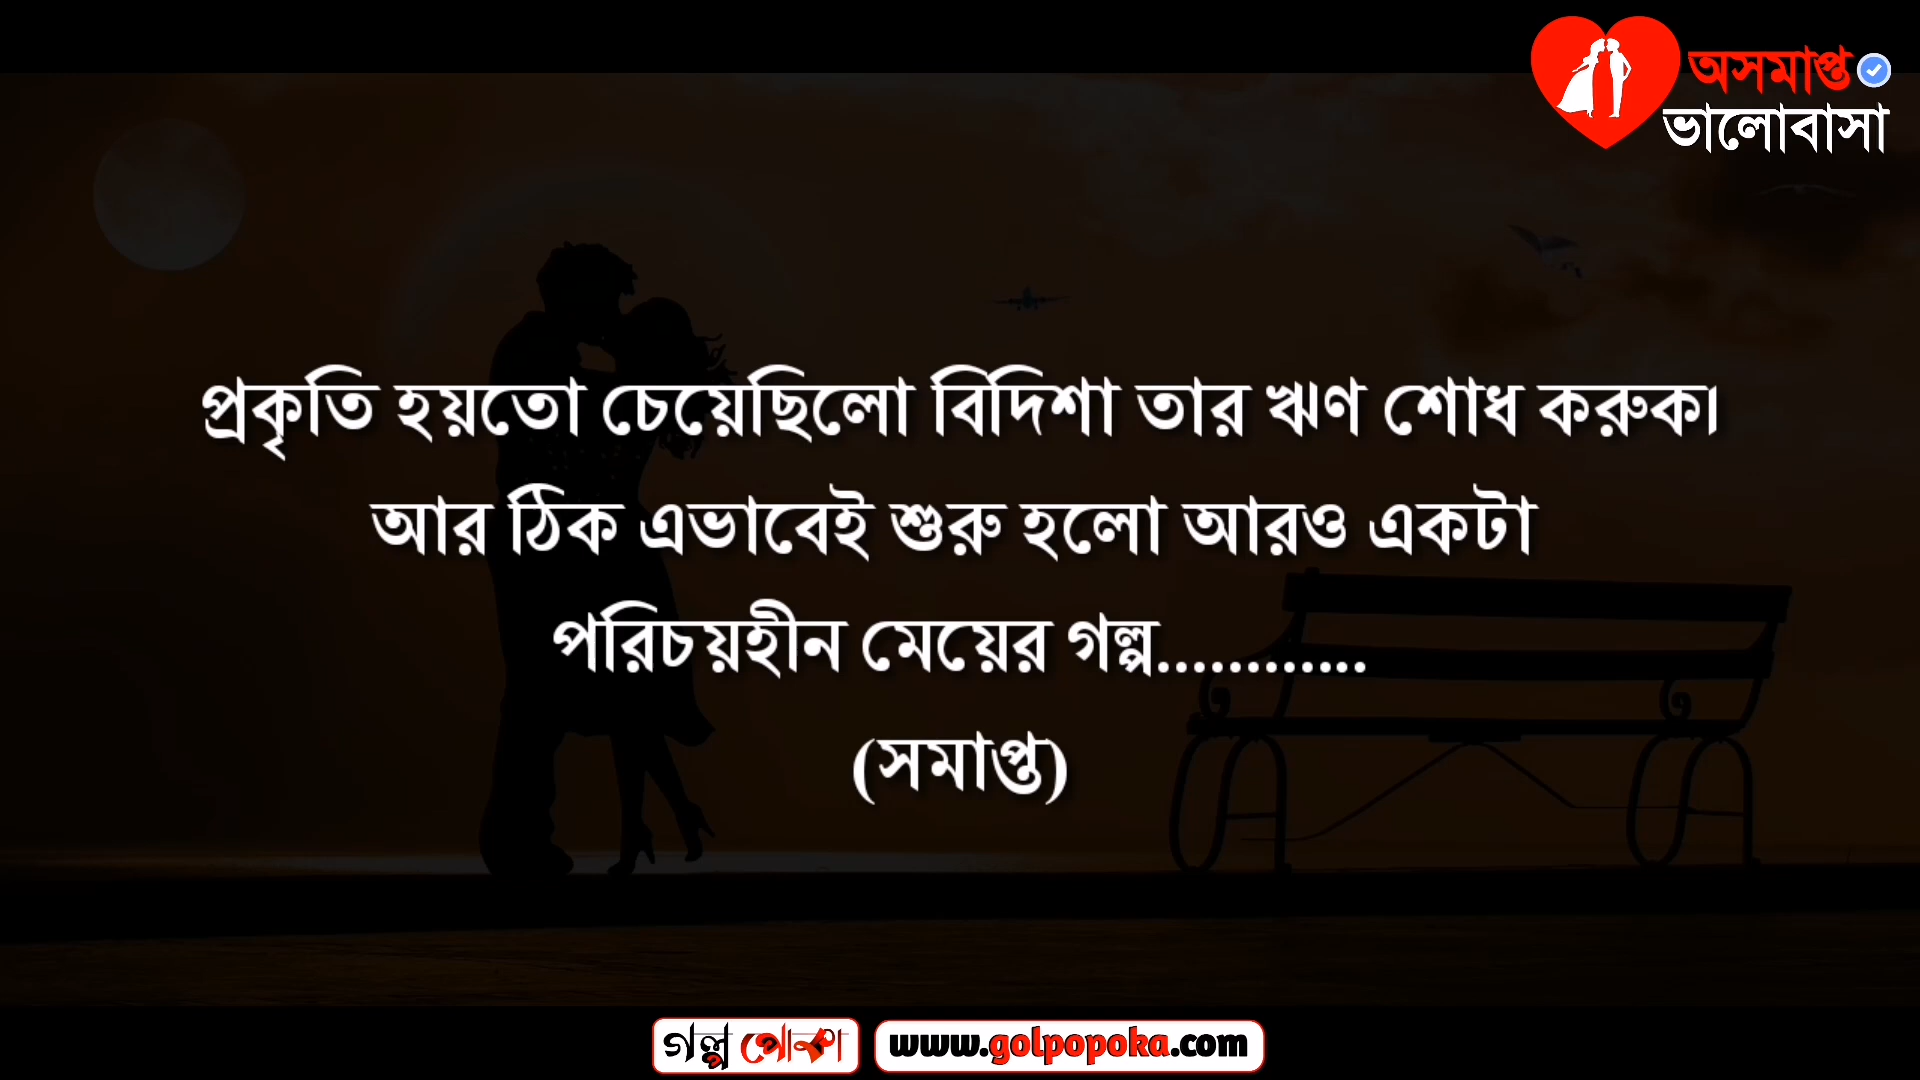 অসমাপ্ত
ভালোবাসা
প্রকৃতি হয়তো চেয়েছিলো বিদিশা তার ঋণ শোধ করুক।
আর ঠিক এভাবেই শুরু হলো আরও একটা
পরিচয়হীন মেয়ের গল্প............
(সমাপ্ত)
গল্প পোকা
www.golpopoka.com